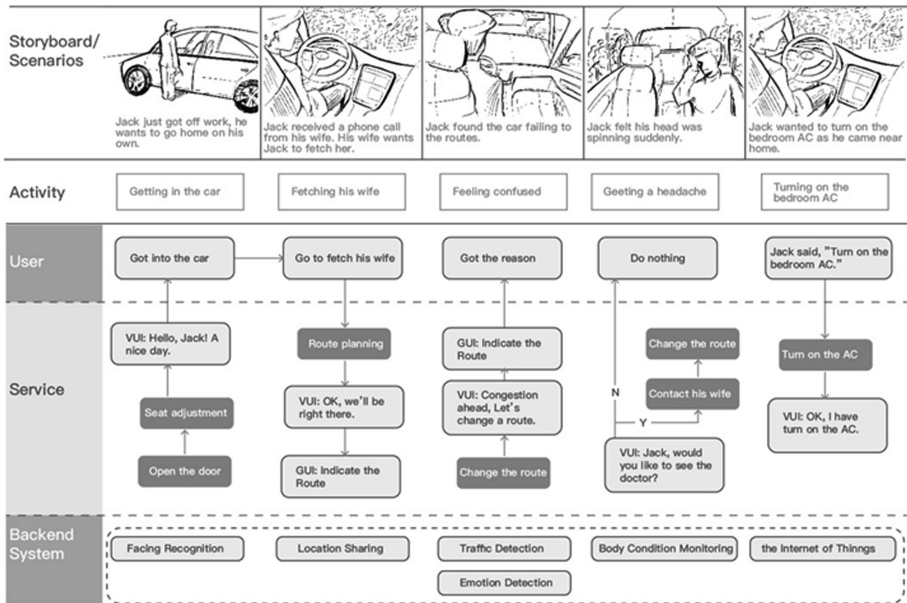 Storyboard/
Scenarios
Jack just got off work, he
wants to go home on his
own.
Jack received a phone call
from his wife. His wife wants
Jack to fetch her.
Jack found the car failing to
the routes.
Jack felt his head was
spinning suddenly.
Jack wanted to turn on the
bedroom AC as he came near
home.
Activity
Getting in the car
Fetching his wife
Feeling confused
Geeting a headache
Turning on the
bedroom AC
User
Got into the car
Go to fetch his wife
Got the reason
Do nothing
Jack said, "Turn on the
bedroom AC."
Service
VUI: Hello, Jack! A
nice day.
Seat adjustment
Open the door
Route planning
VUI: OK, we'll be
right there.
GUI: Indicate the
Route
GUI: Indicate the
Route
VUI: Congestion
ahead, Let's
change a route.
Change the route
Change the route
Contact his wife
N
Y
VUI: Jack, would
you like to see the
doctor?
Turn on the AC
VUI: OK, I have
turn on the AC.
Backend
System
Facing Recognition
Location Sharing
Traffic Detection
Body Condition Monitoring
the Internet of Thinngs
Emotion Detection